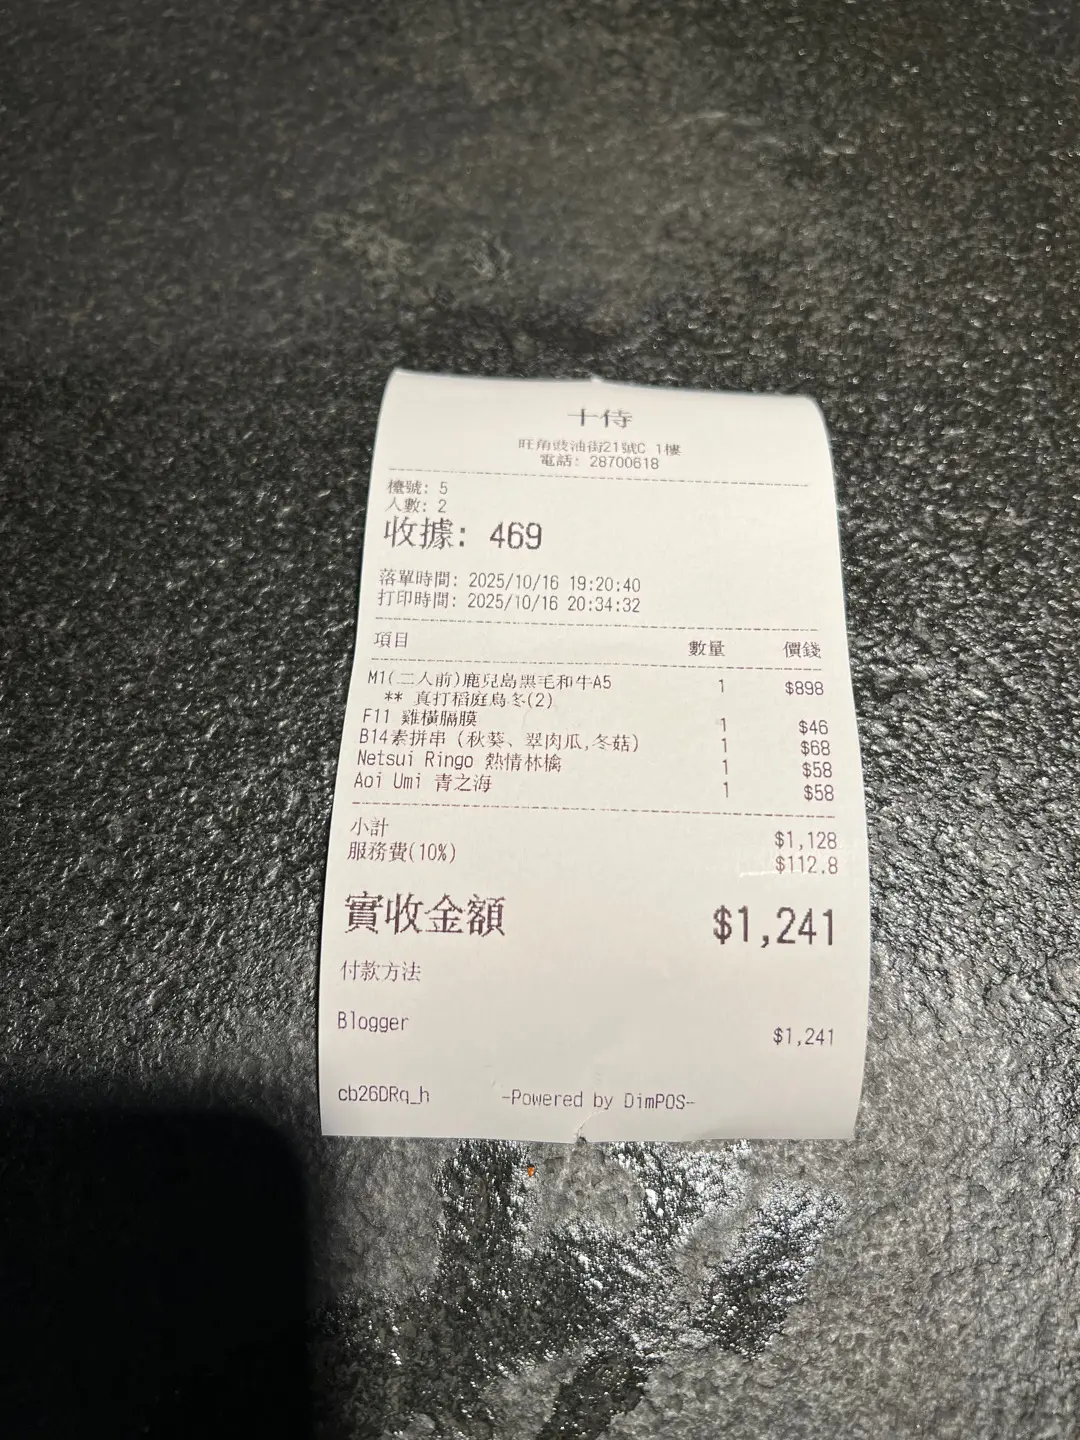 十侍
旺角豉油街21號C 1樓
電話: 28700618
檯號: 5
人數: 2
收據: 469
落單時間: 2025/10/16 19:20:40
打印時間: 2025/10/16 20:34:32
項目 數量 價錢
M1(二人前)鹿兒島黑毛和牛A5 1 $898
** 真打稻庭烏冬(2)
F11 雞橫膈膜 1 $46
B14素拼串 (秋葵、翠肉瓜,冬菇) 1 $68
Netsui Ringo 熱情林檎 1 $58
Aoi Umi 青之海 1 $58
小計 $1,128
服務費(10%) $112.8
實收金額 $1,241
付款方法
Blogger $1,241
cb26DRq_h -Powered by DimPOS-